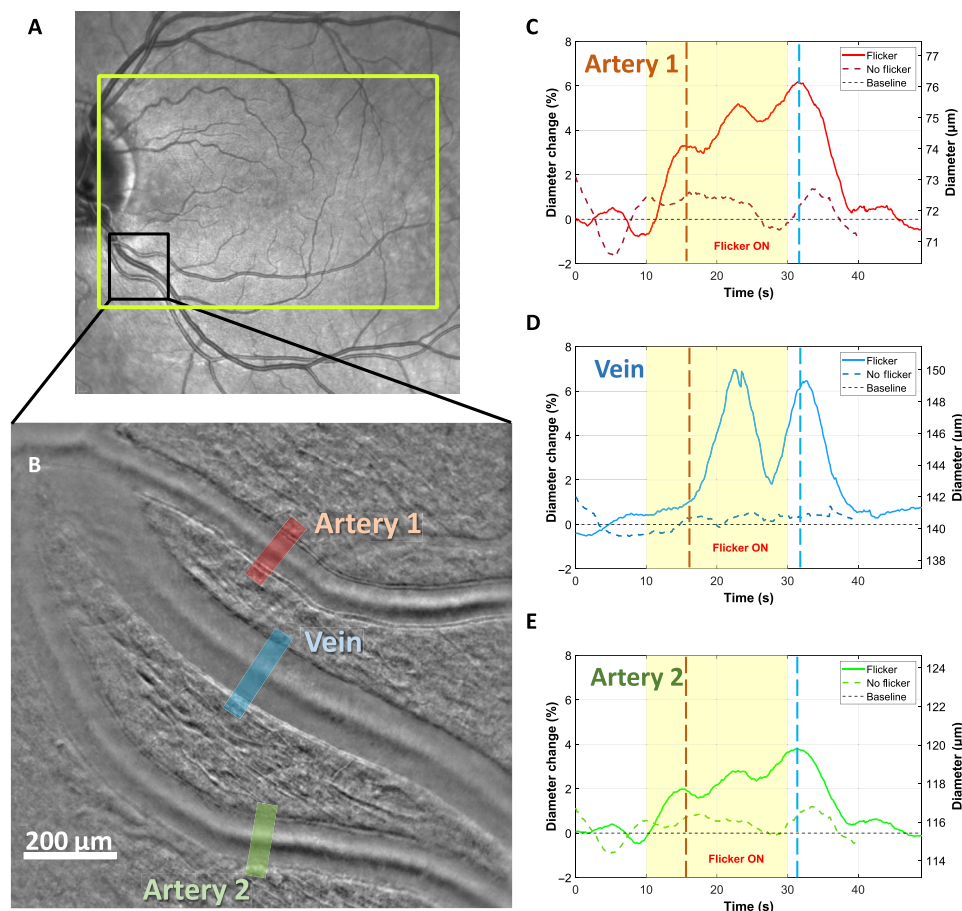 A
B
Artery 1
Vein
Artery 2
200 µm
C
Artery 1
Flicker
No flicker
Baseline
Flicker ON
Diameter change (%)
8
6
4
2
0
−2
77
76
75
74
73
72
71
Diameter (µm)
0 10 20 30 40
Time (s)
D
Vein
Flicker
No flicker
Baseline
Flicker ON
Diameter change (%)
8
6
4
2
0
−2
150
148
146
144
142
140
138
Diameter (µm)
0 10 20 30 40
Time (s)
E
Artery 2
Flicker
No flicker
Baseline
Flicker ON
Diameter change (%)
8
6
4
2
0
−2
124
122
120
118
116
114
Diameter (µm)
0 10 20 30 40
Time (s)